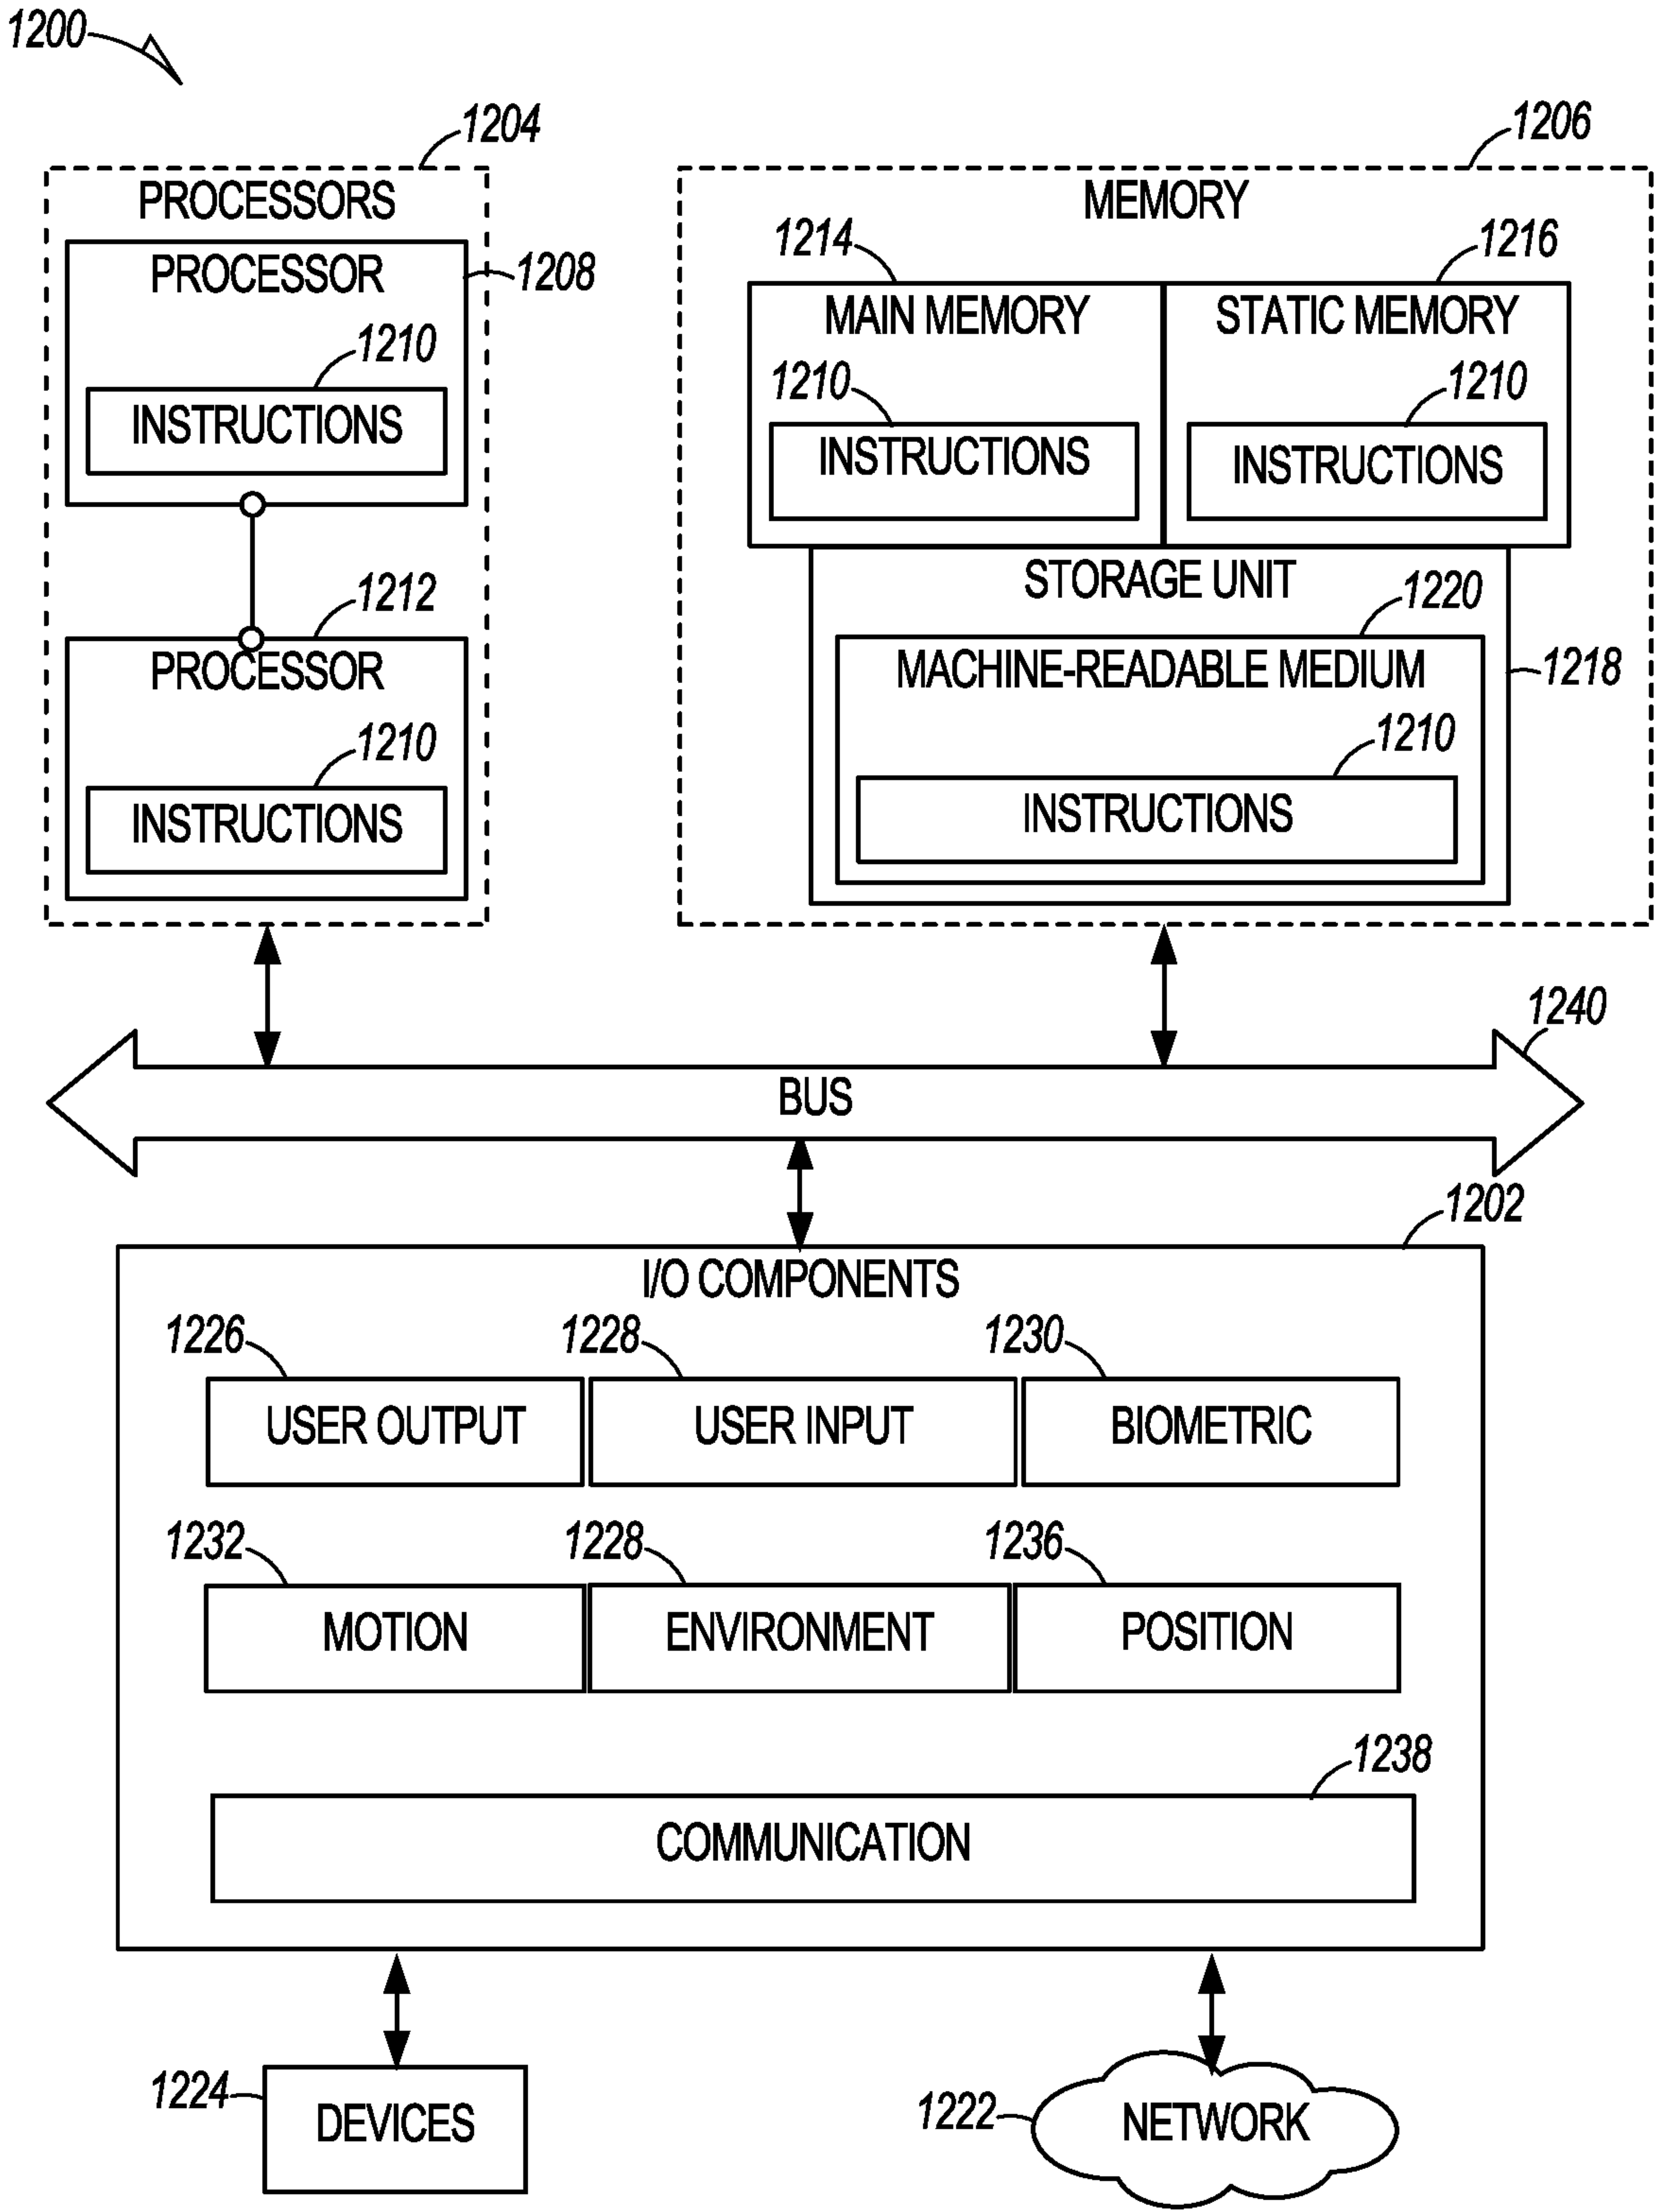 1200
1204
1206
PROCESSORS
MEMORY
PROCESSOR
1208
1210
INSTRUCTIONS
1214
1216
MAIN MEMORY
STATIC MEMORY
1210
1210
INSTRUCTIONS
INSTRUCTIONS
1212
PROCESSOR
1210
INSTRUCTIONS
STORAGE UNIT
1220
MACHINE-READABLE MEDIUM
1218
1210
INSTRUCTIONS
1240
BUS
1202
I/O COMPONENTS
1226
1228
1230
USER OUTPUT
USER INPUT
BIOMETRIC
1232
1228
1236
MOTION
ENVIRONMENT
POSITION
1238
COMMUNICATION
1224
DEVICES
1222
NETWORK